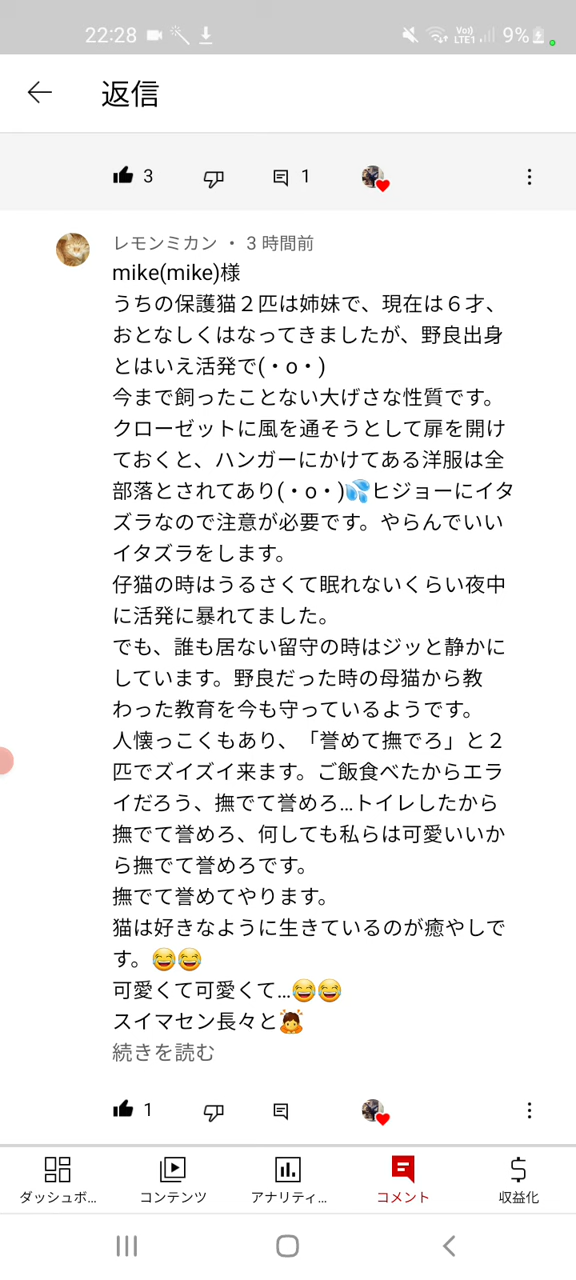 22:28
Vo)) LTE1 9%
返信
3 1
レモンミカン ・ 3 時間前
mike(mike)様
うちの保護猫２匹は姉妹で、現在は６才、
おとなしくはなってきましたが、野良出身
とはいえ活発で(・o・)
今まで飼ったことない大げさな性質です。
クローゼットに風を通そうとして扉を開け
ておくと、ハンガーにかけてある洋服は全
部落とされてあり(・o・)💦ヒジョーにイタ
ズラなので注意が必要です。やらんでいい
イタズラをします。
仔猫の時はうるさくて眠れないくらい夜中
に活発に暴れてました。
でも、誰も居ない留守の時はジッと静かに
しています。野良だった時の母猫から教
わった教育を今も守っているようです。
人懐っこくもあり、「誉めて撫でろ」と２
匹でズイズイ来ます。ご飯食べたからエラ
イだろう、撫でて誉めろ…トイレしたから
撫でて誉めろ、何しても私らは可愛いいか
ら撫でて誉めろです。
撫でて誉めてやります。
猫は好きなように生きているのが癒やしで
す。😂😂
可愛くて可愛くて…😂😂
スイマセン長々と🙇
続きを読む
1
ダッシュボ… コンテンツ アナリティ… コメント 収益化